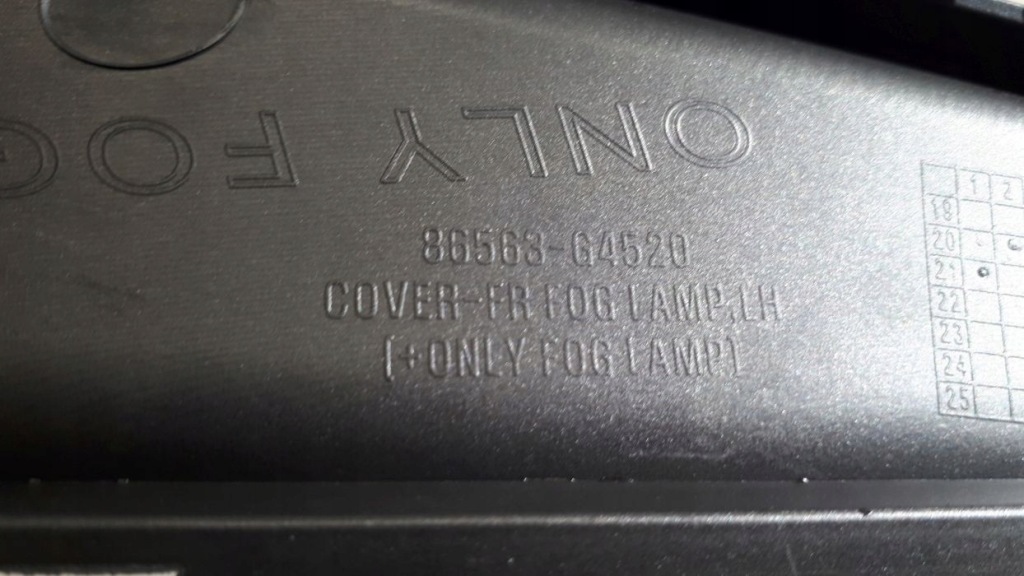 ONLY FOG
86563-G4520
COVER-FR FOG LAMP,LH
[+ONLY FOG LAMP]
1 2
19
20
21
22
23
24
25